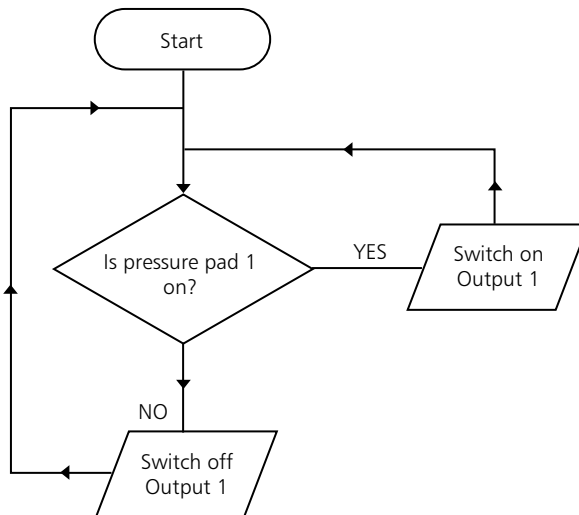 Start
Is pressure pad 1
on?
YES
Switch on
Output 1
NO
Switch off
Output 1